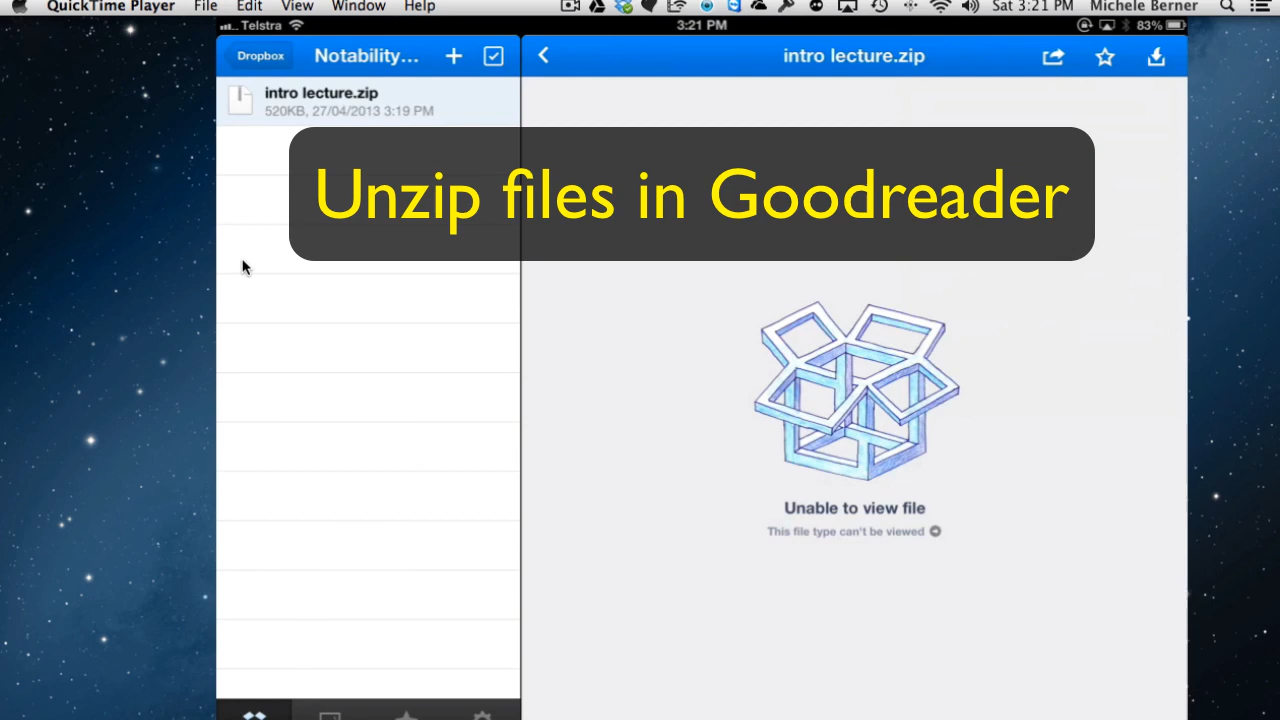 QuickTime Player File Edit View Window Help Sat 3:21 PM Michele Berner
Telstra 3:21 PM 83%
Dropbox Notability... intro lecture.zip
intro lecture.zip
520KB, 27/04/2013 3:19 PM
Unzip files in Goodreader
Unable to view file
This file type can't be viewed